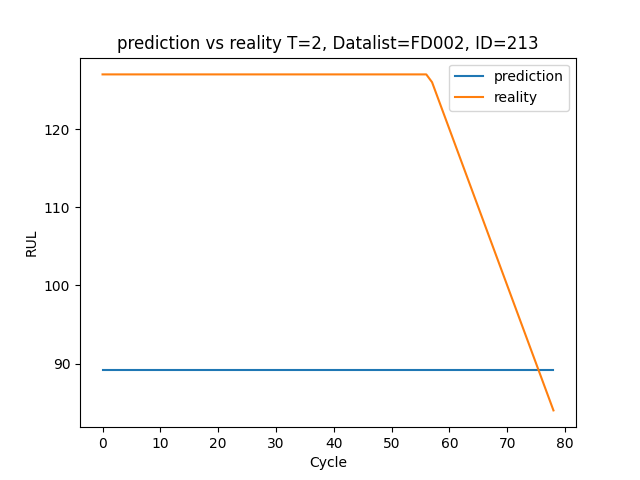 prediction vs reality T=2, Datalist=FD002, ID=213
prediction
reality
120
110
100
90
RUL
0 10 20 30 40 50 60 70 80
Cycle